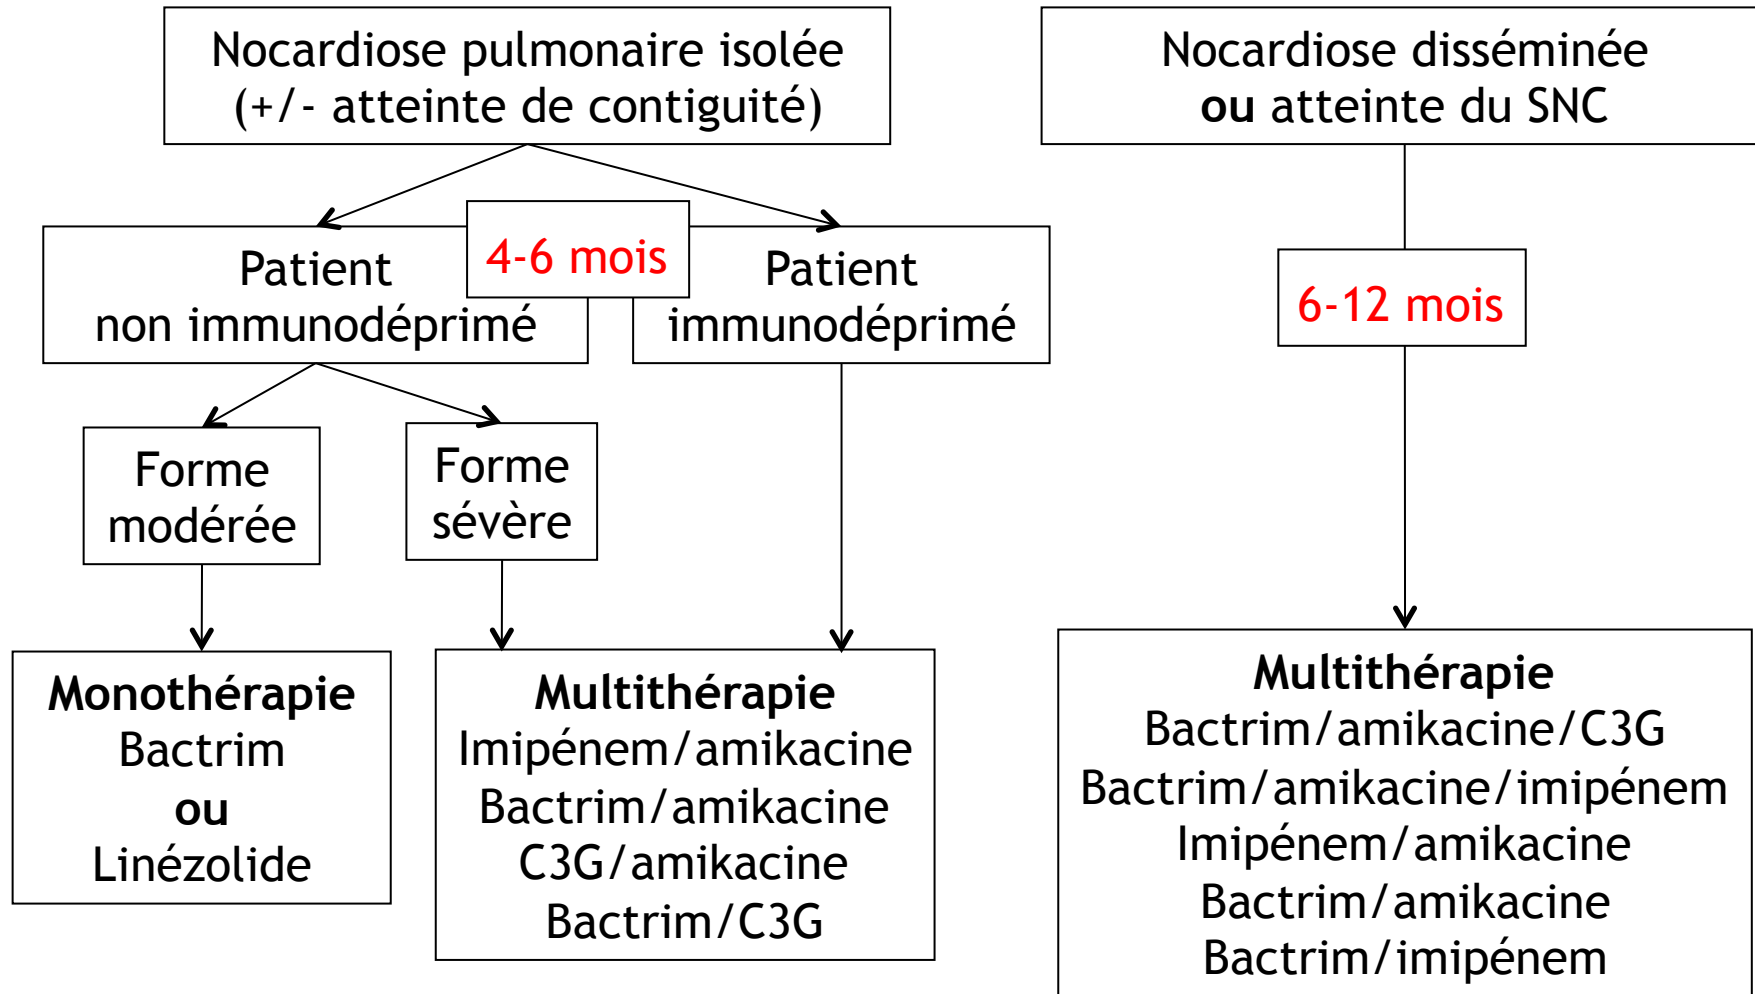 Nocardiose pulmonaire isolée
(+/- atteinte de contiguité)
Nocardiose disséminée
ou atteinte du SNC
4-6 mois
Patient
non immunodéprimé
Patient
immunodéprimé
6-12 mois
Forme
modérée
Forme
sévère
Monothérapie
Bactrim
ou
Linézolide
Multithérapie
Imipénem/amikacine
Bactrim/amikacine
C3G/amikacine
Bactrim/C3G
Multithérapie
Bactrim/amikacine/C3G
Bactrim/amikacine/imipénem
Imipénem/amikacine
Bactrim/amikacine
Bactrim/imipénem